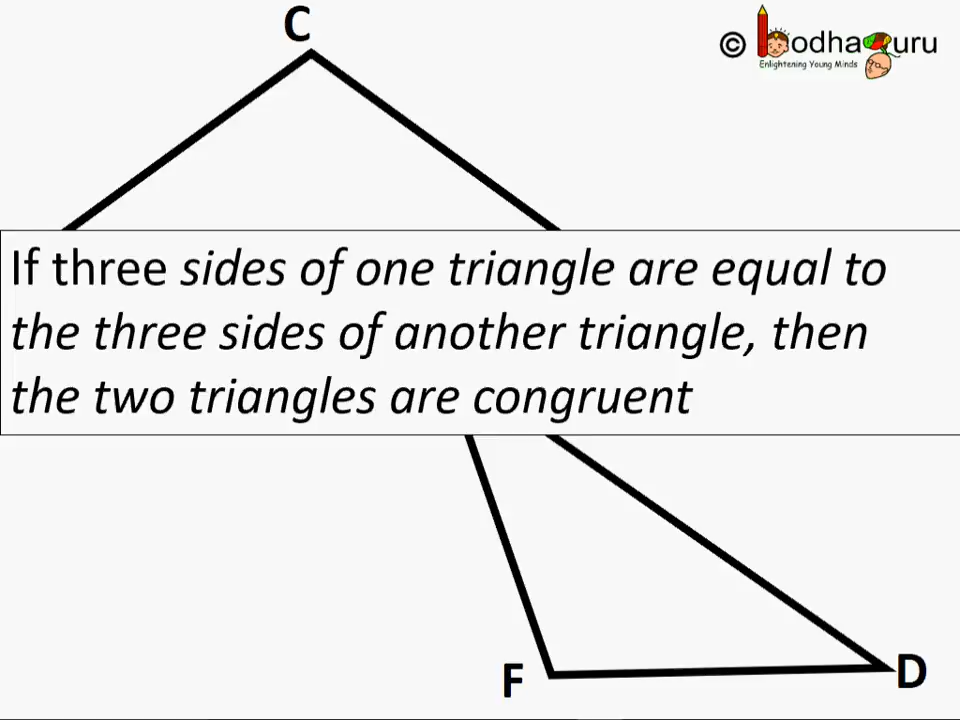 C
© BodhaGuru
Enlightening Young Minds
If three sides of one triangle are equal to
the three sides of another triangle, then
the two triangles are congruent
F
D